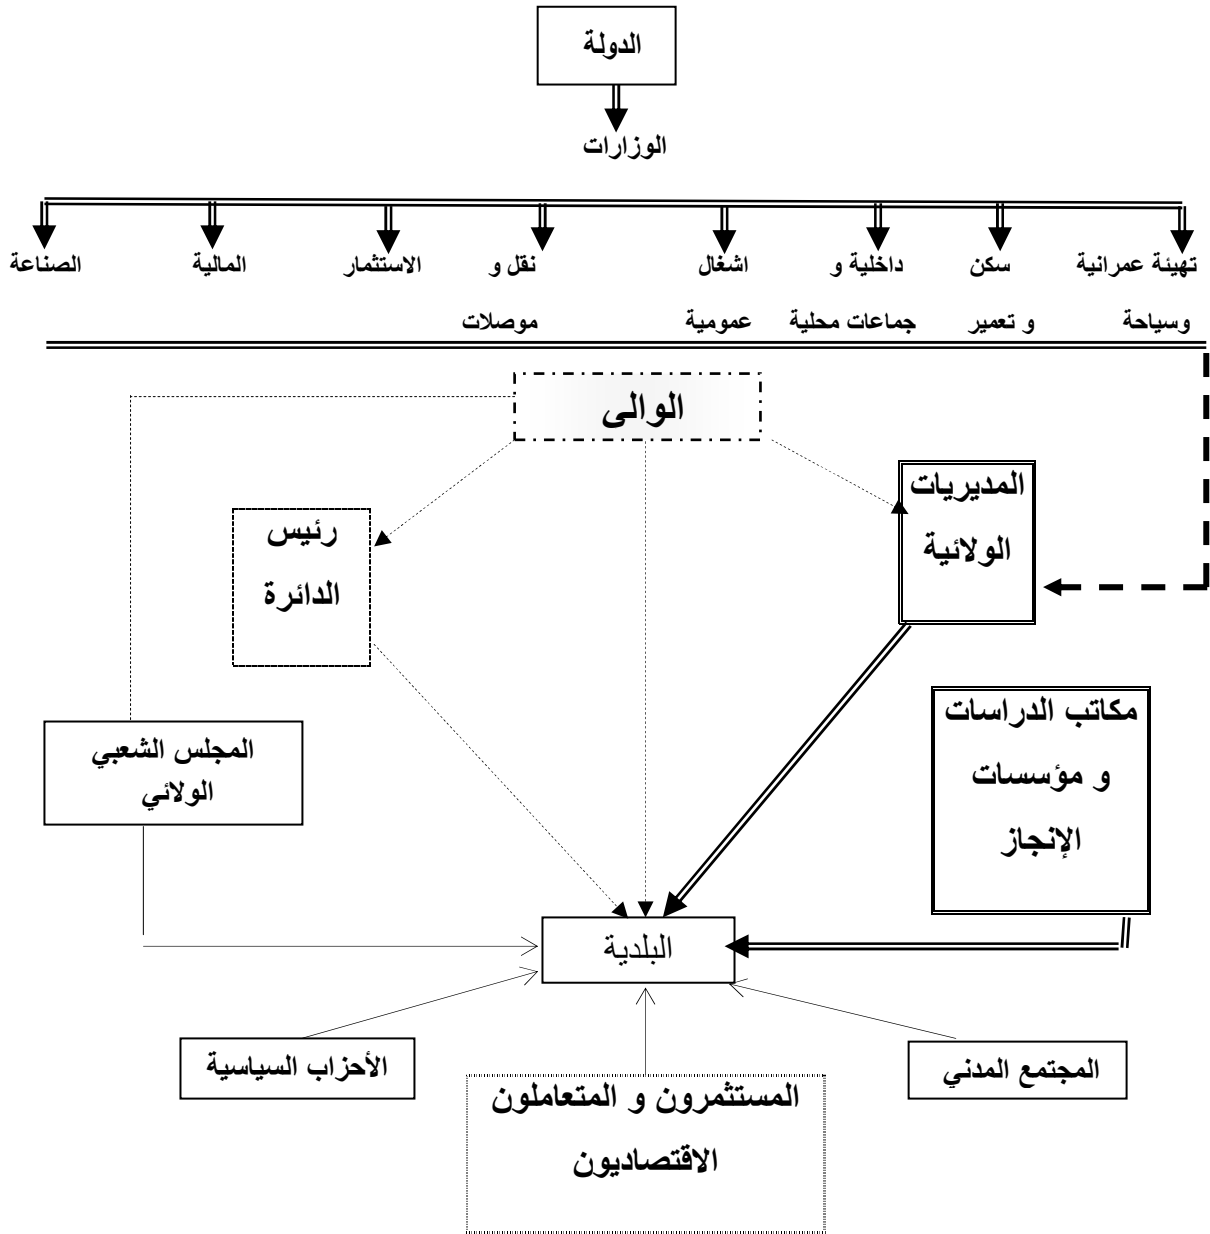 الدولة
الوزارات
تهيئة عمرانية
وسياحة
سكن
و تعمير
داخلية و
جماعات محلية
اشغال
عمومية
نقل و
موصلات
الاستثمار
المالية
الصناعة
الوالى
المديريات
الولائية
رئيس
الدائرة
مكاتب الدراسات
و مؤسسات
الإنجاز
المجلس الشعبي
الولائي
البلدية
المجتمع المدني
الأحزاب السياسية
المستثمرون و المتعاملون
الاقتصاديون